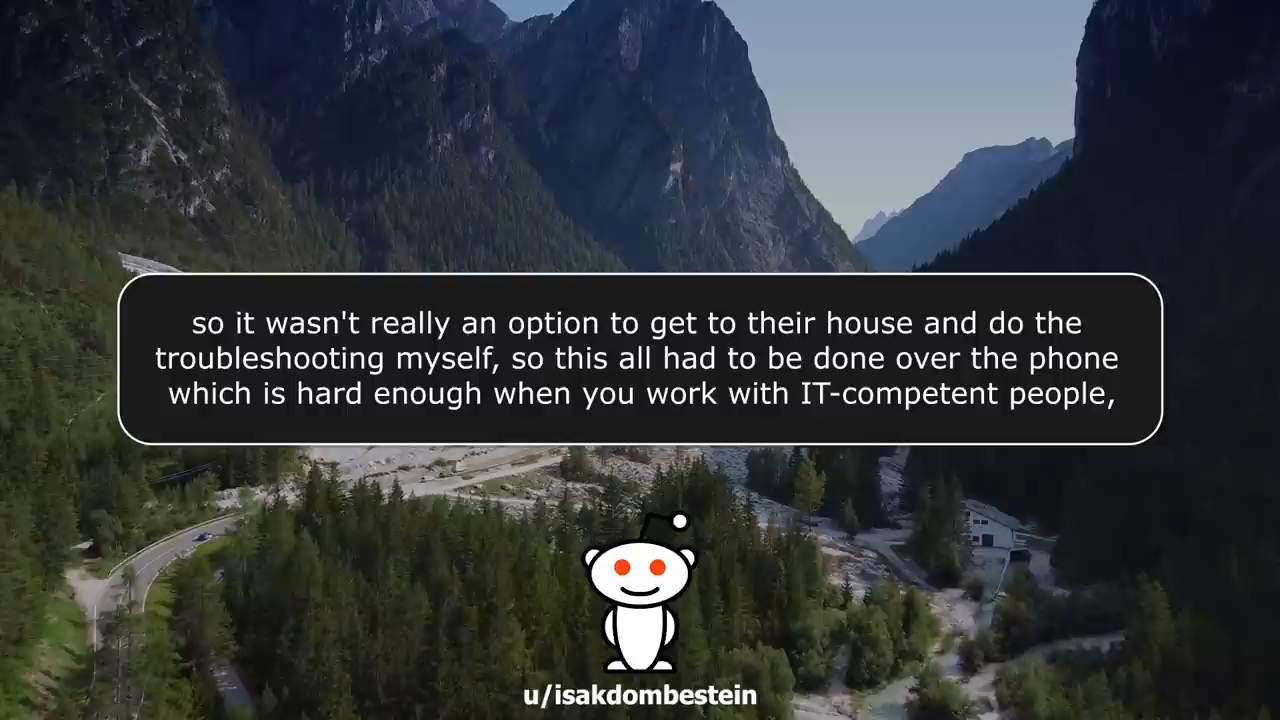 so it wasn't really an option to get to their house and do the
troubleshooting myself, so this all had to be done over the phone
which is hard enough when you work with IT-competent people,
u/isakdombestein